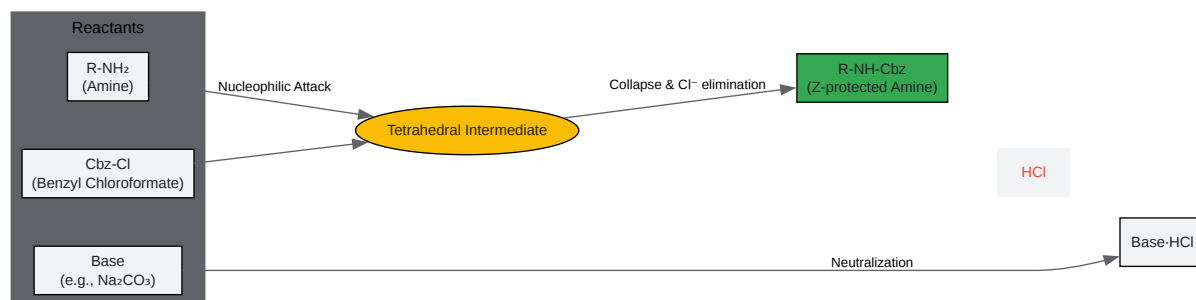 Reactants
R-NH₂
(Amine)
Nucleophilic Attack
Cbz-Cl
(Benzyl Chloroformate)
Base
(e.g., Na₂CO₃)
Tetrahedral Intermediate
Collapse & Cl⁻ elimination
R-NH-Cbz
(Z-protected Amine)
HCl
Neutralization
Base·HCl